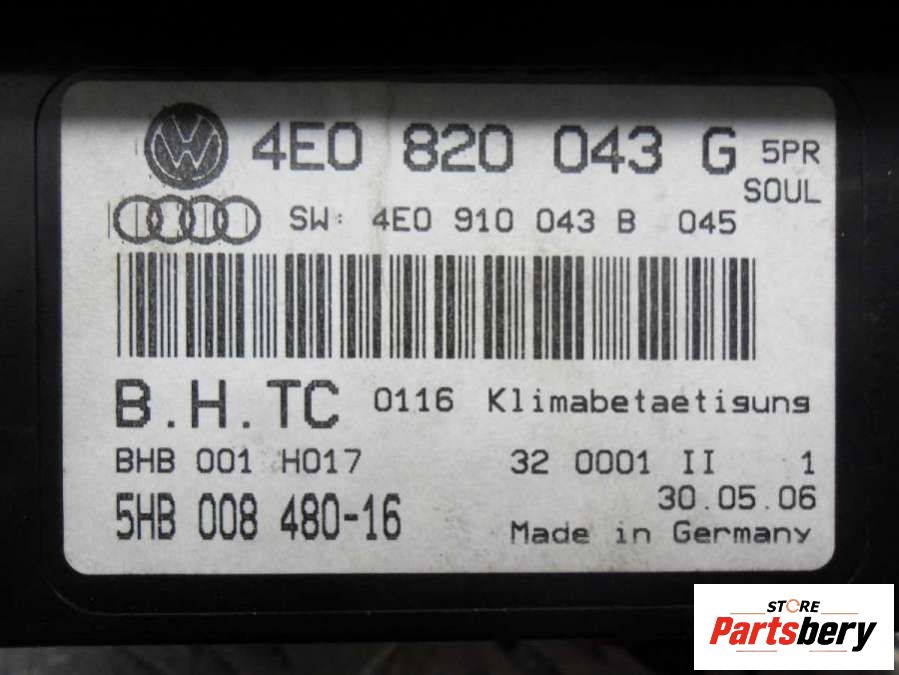 4E0 820 043 G 5PR
SOUL
SW: 4E0 910 043 B 045
B.H.TC 0116 Klimabetaetigung
BHB 001 H017 32 0001 II 1
30.05.06
5HB 008 480-16 Made in Germany
STORE
Partsbery